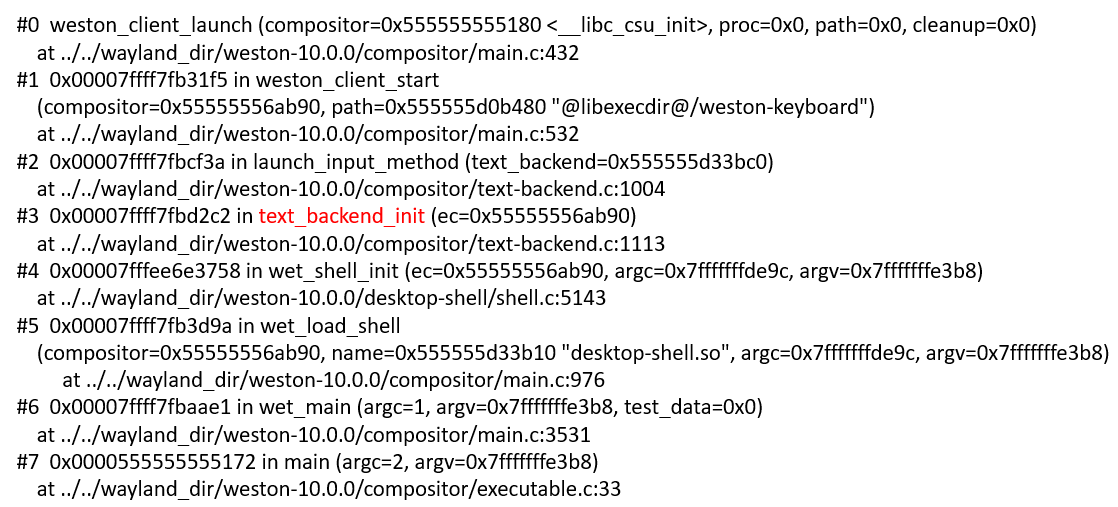 #0 weston_client_launch (compositor=0x555555555180 <__libc_csu_init>, proc=0x0, path=0x0, cleanup=0x0)
at ../../wayland_dir/weston-10.0.0/compositor/main.c:432
#1 0x00007ffff7fb31f5 in weston_client_start
(compositor=0x55555556ab90, path=0x555555d0b480 "@libexecdir@/weston-keyboard")
at ../../wayland_dir/weston-10.0.0/compositor/main.c:532
#2 0x00007ffff7fbcf3a in launch_input_method (text_backend=0x555555d33bc0)
at ../../wayland_dir/weston-10.0.0/compositor/text-backend.c:1004
#3 0x00007ffff7fbd2c2 in text_backend_init (ec=0x55555556ab90)
at ../../wayland_dir/weston-10.0.0/compositor/text-backend.c:1113
#4 0x00007fffee6e3758 in wet_shell_init (ec=0x55555556ab90, argc=0x7fffffffde9c, argv=0x7fffffffe3b8)
at ../../wayland_dir/weston-10.0.0/desktop-shell/shell.c:5143
#5 0x00007ffff7fb3d9a in wet_load_shell
(compositor=0x55555556ab90, name=0x555555d33b10 "desktop-shell.so", argc=0x7fffffffde9c, argv=0x7fffffffe3b8)
at ../../wayland_dir/weston-10.0.0/compositor/main.c:976
#6 0x00007ffff7fbaae1 in wet_main (argc=1, argv=0x7fffffffe3b8, test_data=0x0)
at ../../wayland_dir/weston-10.0.0/compositor/main.c:3531
#7 0x0000555555555172 in main (argc=2, argv=0x7fffffffe3b8)
at ../../wayland_dir/weston-10.0.0/compositor/executable.c:33